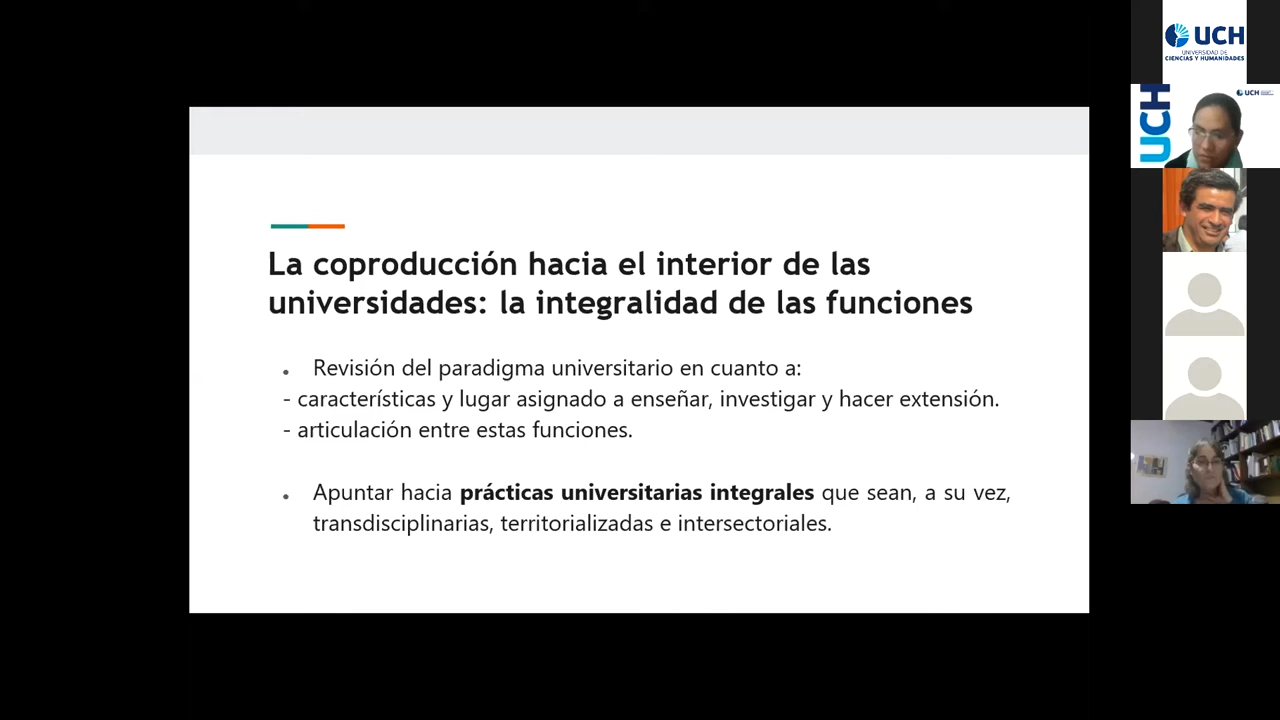 La coproducción hacia el interior de las
universidades: la integralidad de las funciones
• Revisión del paradigma universitario en cuanto a:
- características y lugar asignado a enseñar, investigar y hacer extensión.
- articulación entre estas funciones.
• Apuntar hacia prácticas universitarias integrales que sean, a su vez,
transdisciplinarias, territorializadas e intersectoriales.
UCH
UNIVERSIDAD DE
CIENCIAS Y HUMANIDADES
UCH
UCH